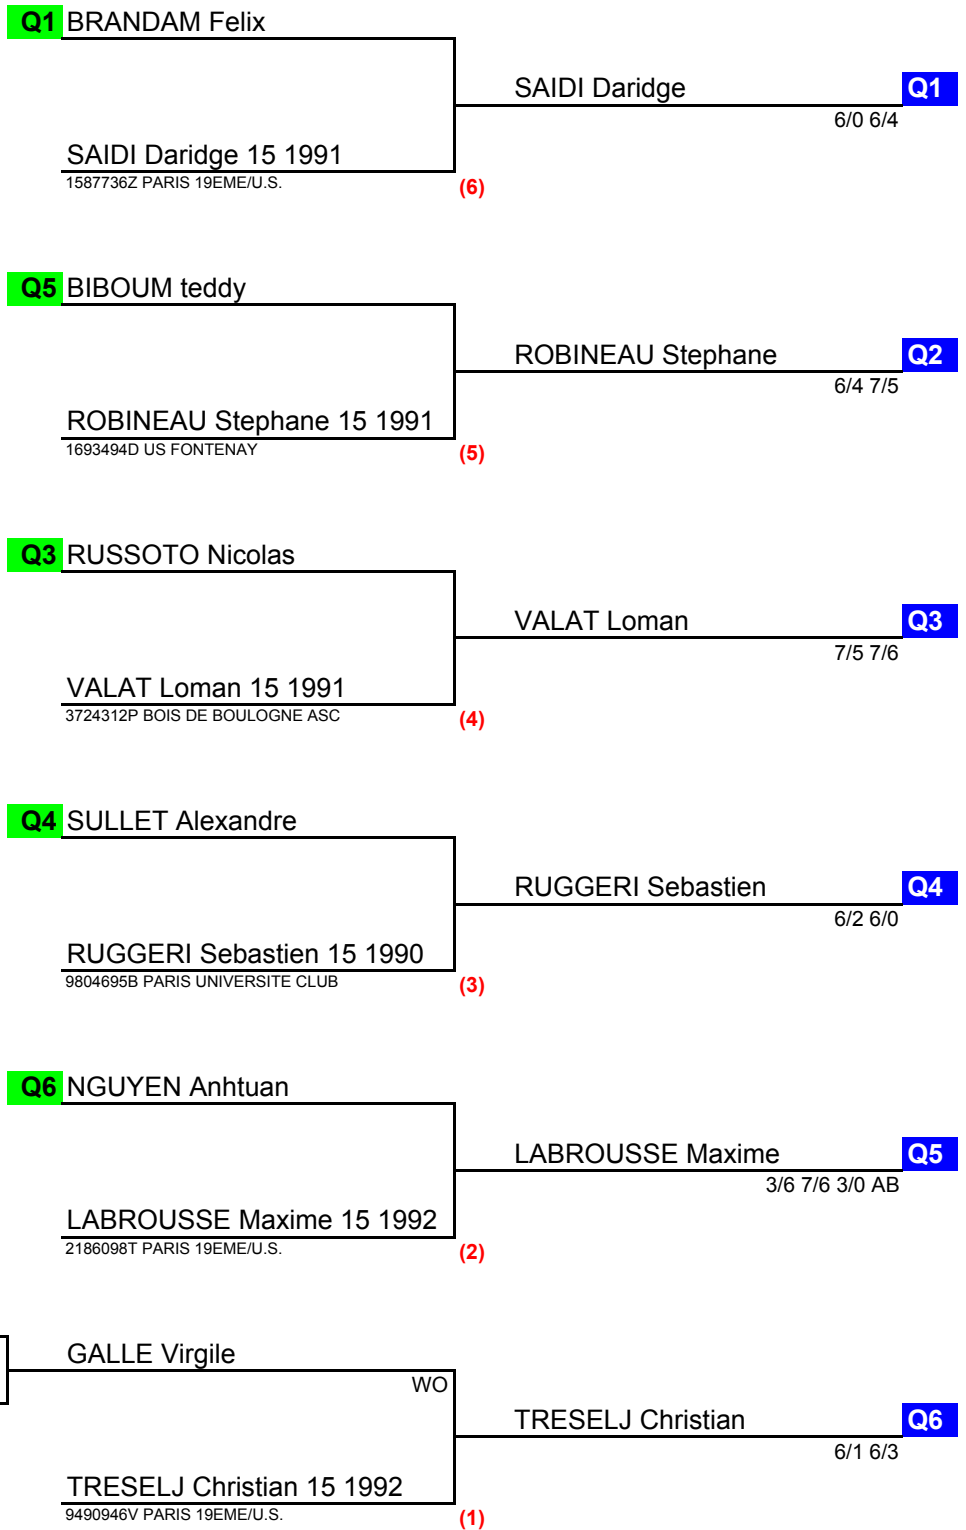 Q1 BRANDAM Felix
SAIDI Daridge Q1
6/0 6/4
SAIDI Daridge 15 1991
1587736Z PARIS 19EME/U.S.
(6)
Q5 BIBOUM teddy
ROBINEAU Stephane Q2
6/4 7/5
ROBINEAU Stephane 15 1991
1693494D US FONTENAY
(5)
Q3 RUSSOTO Nicolas
VALAT Loman Q3
7/5 7/6
VALAT Loman 15 1991
3724312P BOIS DE BOULOGNE ASC
(4)
Q4 SULLET Alexandre
RUGGERI Sebastien Q4
6/2 6/0
RUGGERI Sebastien 15 1990
9804695B PARIS UNIVERSITE CLUB
(3)
Q6 NGUYEN Anhtuan
LABROUSSE Maxime Q5
3/6 7/6 3/0 AB
LABROUSSE Maxime 15 1992
2186098T PARIS 19EME/U.S.
(2)
GALLE Virgile
WO
TRESELJ Christian Q6
6/1 6/3
TRESELJ Christian 15 1992
9490946V PARIS 19EME/U.S.
(1)